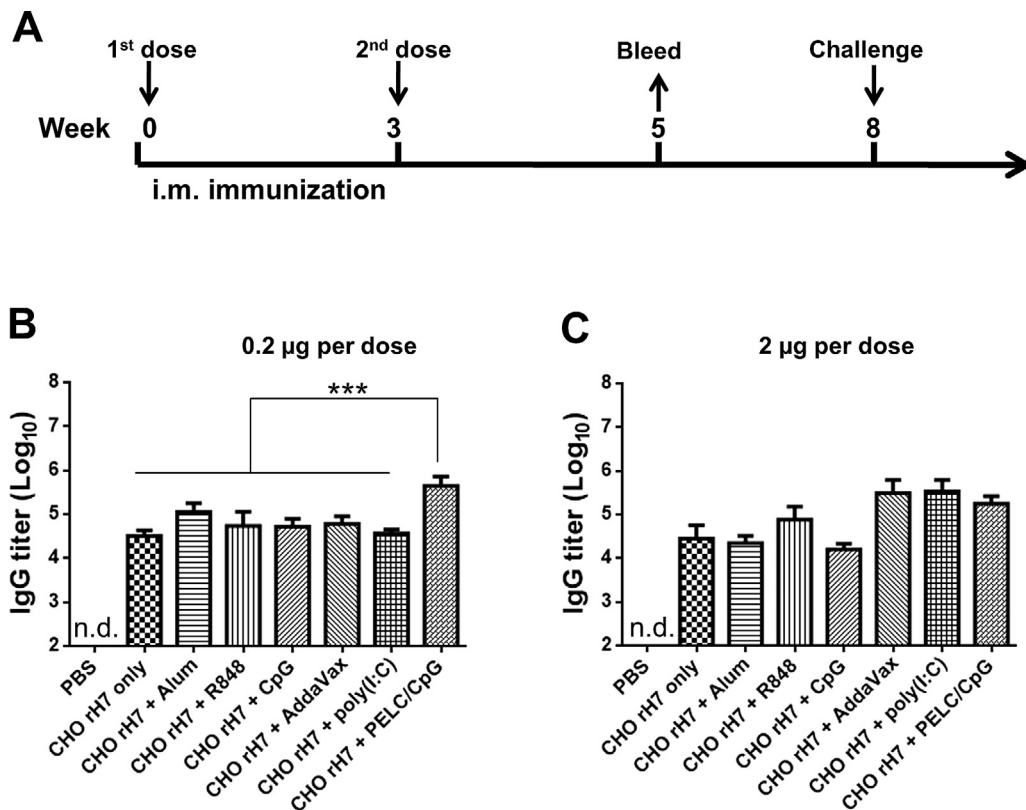 A
1st dose
2nd dose
Bleed
Challenge
Week 0 3 5 8
i.m. immunization
B
0.2 µg per dose
***
IgG titer (Log10)
8
7
6
5
4
3
2
n.d.
PBS
CHO rH7 only
CHO rH7 + Alum
CHO rH7 + R848
CHO rH7 + CpG
CHO rH7 + AddaVax
CHO rH7 + poly(I:C)
CHO rH7 + PELC/CpG
C
2 µg per dose
IgG titer (Log10)
8
7
6
5
4
3
2
n.d.
PBS
CHO rH7 only
CHO rH7 + Alum
CHO rH7 + R848
CHO rH7 + CpG
CHO rH7 + AddaVax
CHO rH7 + poly(I:C)
CHO rH7 + PELC/CpG